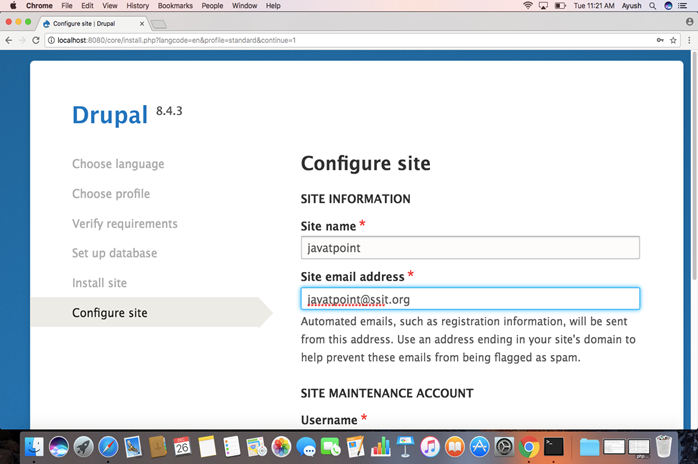 Chrome File Edit View History Bookmarks People Window Help Tue 11:21 AM Ayush
Configure site | Drupal
localhost:8080/core/install.php?langcode=en&profile=standard&continue=1
Drupal 8.4.3
Choose language
Choose profile
Verify requirements
Set up database
Install site
Configure site
Configure site
SITE INFORMATION
Site name *
javatpoint
Site email address *
javatpoint@ssit.org
Automated emails, such as registration information, will be sent
from this address. Use an address ending in your site's domain to
help prevent these emails from being flagged as spam.
SITE MAINTENANCE ACCOUNT
Username *
26
php